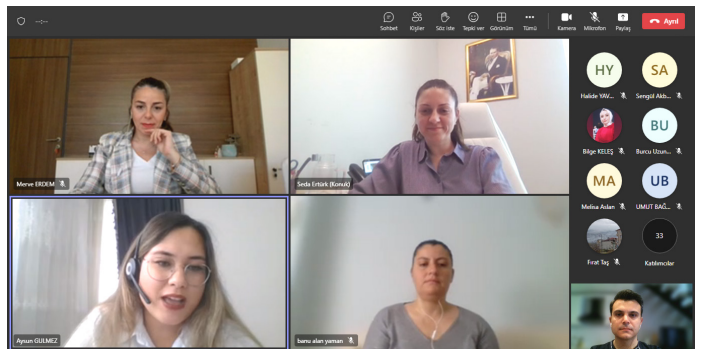 --:--
Sohbet Kişiler Söz iste Tepki ver Görünüm Tümü Kamera Mikrofon Paylaş Ayrıl
HY SA
Halide YAV... Sengül Aktı...
BU
Bilge KELEŞ Burcu Uzun...
MA UB
Melisa Aslan UMUT BAĞ...
33
Fırat Taş Katılımcılar
Merve ERDEM Seda Ertürk (Konuk)
Aysun GULMEZ banu alan yaman